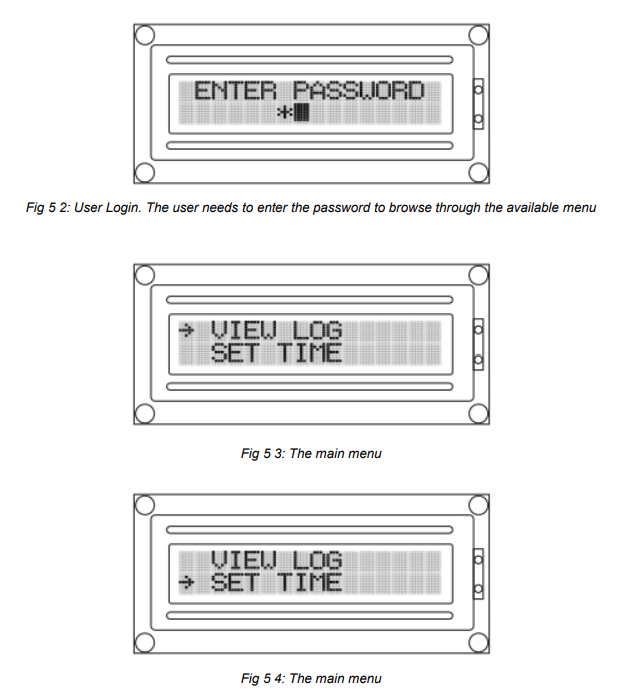 ENTER PASSWORD
*
Fig 5 2: User Login. The user needs to enter the password to browse through the available menu
→ VIEW LOG
SET TIME
Fig 5 3: The main menu
VIEW LOG
→ SET TIME
Fig 5 4: The main menu